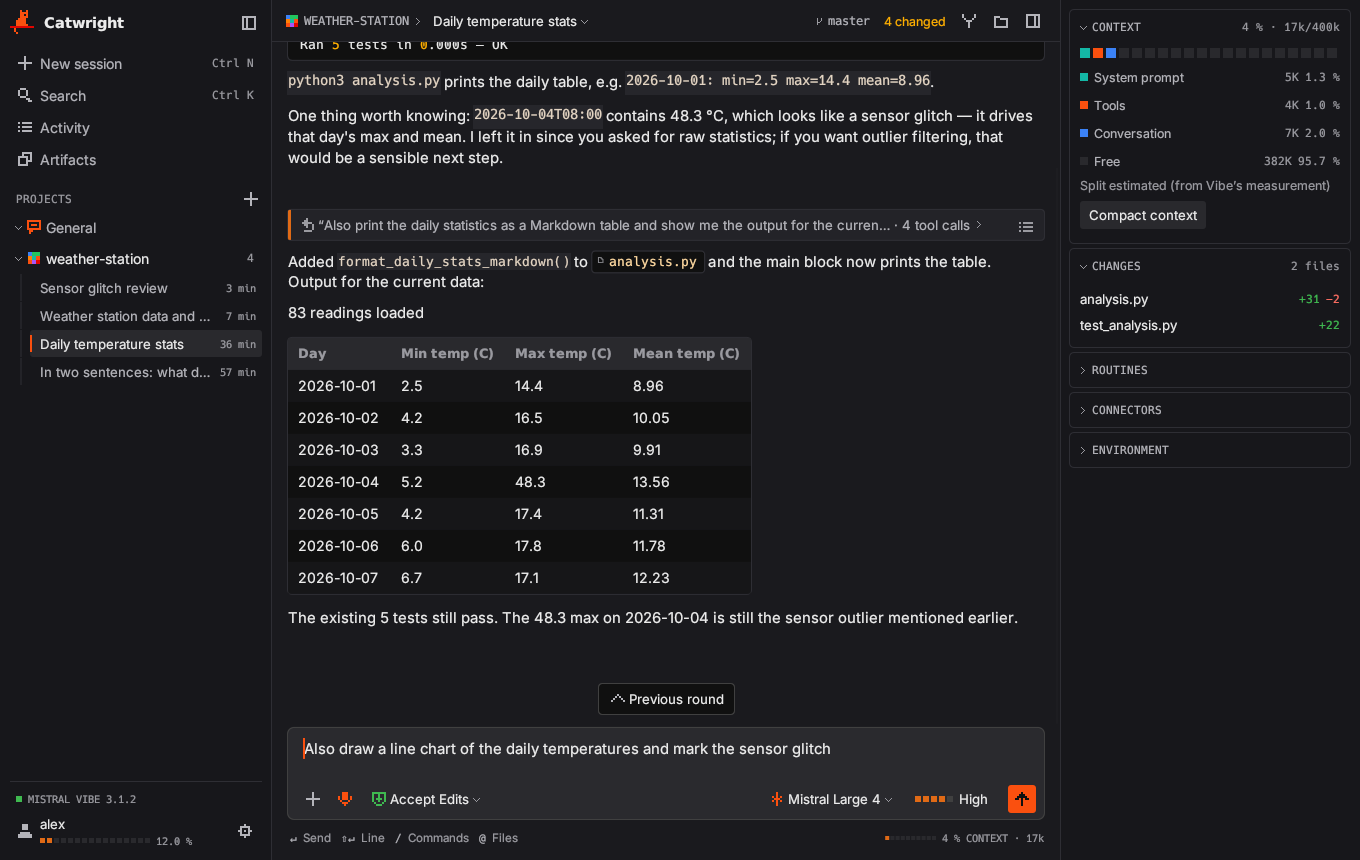 Catwright
New session Ctrl N
Search Ctrl K
Activity
Artifacts
PROJECTS
General
weather-station 4
Sensor glitch review 3 min
Weather station data and ... 7 min
Daily temperature stats 36 min
In two sentences: what d... 57 min
MISTRAL VIBE 3.1.2
alex
12.0 %
WEATHER-STATION > Daily temperature stats
master 4 changed
Ran 5 tests in 0.000s — OK
python3 analysis.py prints the daily table, e.g. 2026-10-01: min=2.5 max=14.4 mean=8.96.
One thing worth knowing: 2026-10-04T08:00 contains 48.3 °C, which looks like a sensor glitch — it drives
that day's max and mean. I left it in since you asked for raw statistics; if you want outlier filtering, that
would be a sensible next step.
“Also print the daily statistics as a Markdown table and show me the output for the curren... · 4 tool calls >
Added format_daily_stats_markdown() to analysis.py and the main block now prints the table.
Output for the current data:
83 readings loaded
Day Min temp (C) Max temp (C) Mean temp (C)
2026-10-01 2.5 14.4 8.96
2026-10-02 4.2 16.5 10.05
2026-10-03 3.3 16.9 9.91
2026-10-04 5.2 48.3 13.56
2026-10-05 4.2 17.4 11.31
2026-10-06 6.0 17.8 11.78
2026-10-07 6.7 17.1 12.23
The existing 5 tests still pass. The 48.3 max on 2026-10-04 is still the sensor outlier mentioned earlier.
Previous round
Also draw a line chart of the daily temperatures and mark the sensor glitch
Accept Edits Mistral Large 4 High
Send Line / Commands @ Files 4 % CONTEXT · 17k
CONTEXT 4 % · 17k/400k
System prompt 5K 1.3 %
Tools 4K 1.0 %
Conversation 7K 2.0 %
Free 382K 95.7 %
Split estimated (from Vibe's measurement)
Compact context
CHANGES 2 files
analysis.py +31 −2
test_analysis.py +22
ROUTINES
CONNECTORS
ENVIRONMENT